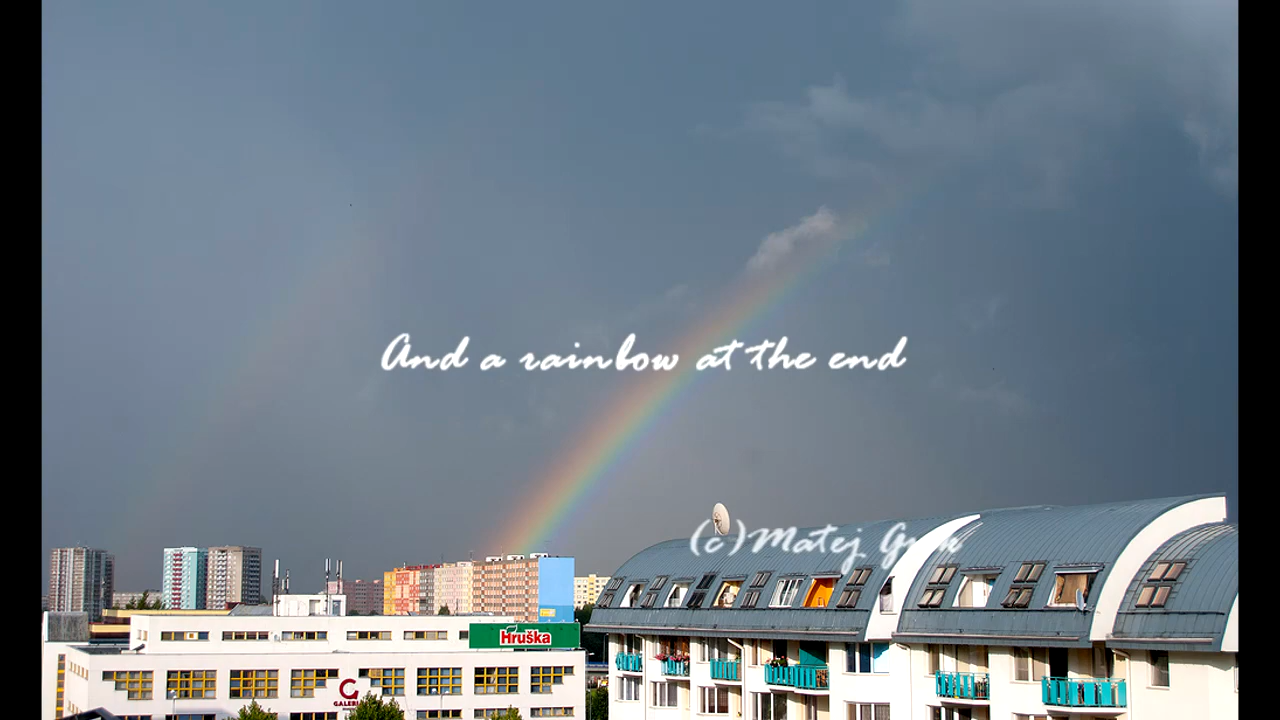 And a rainbow at the end
(c) Matej
Hruška
G